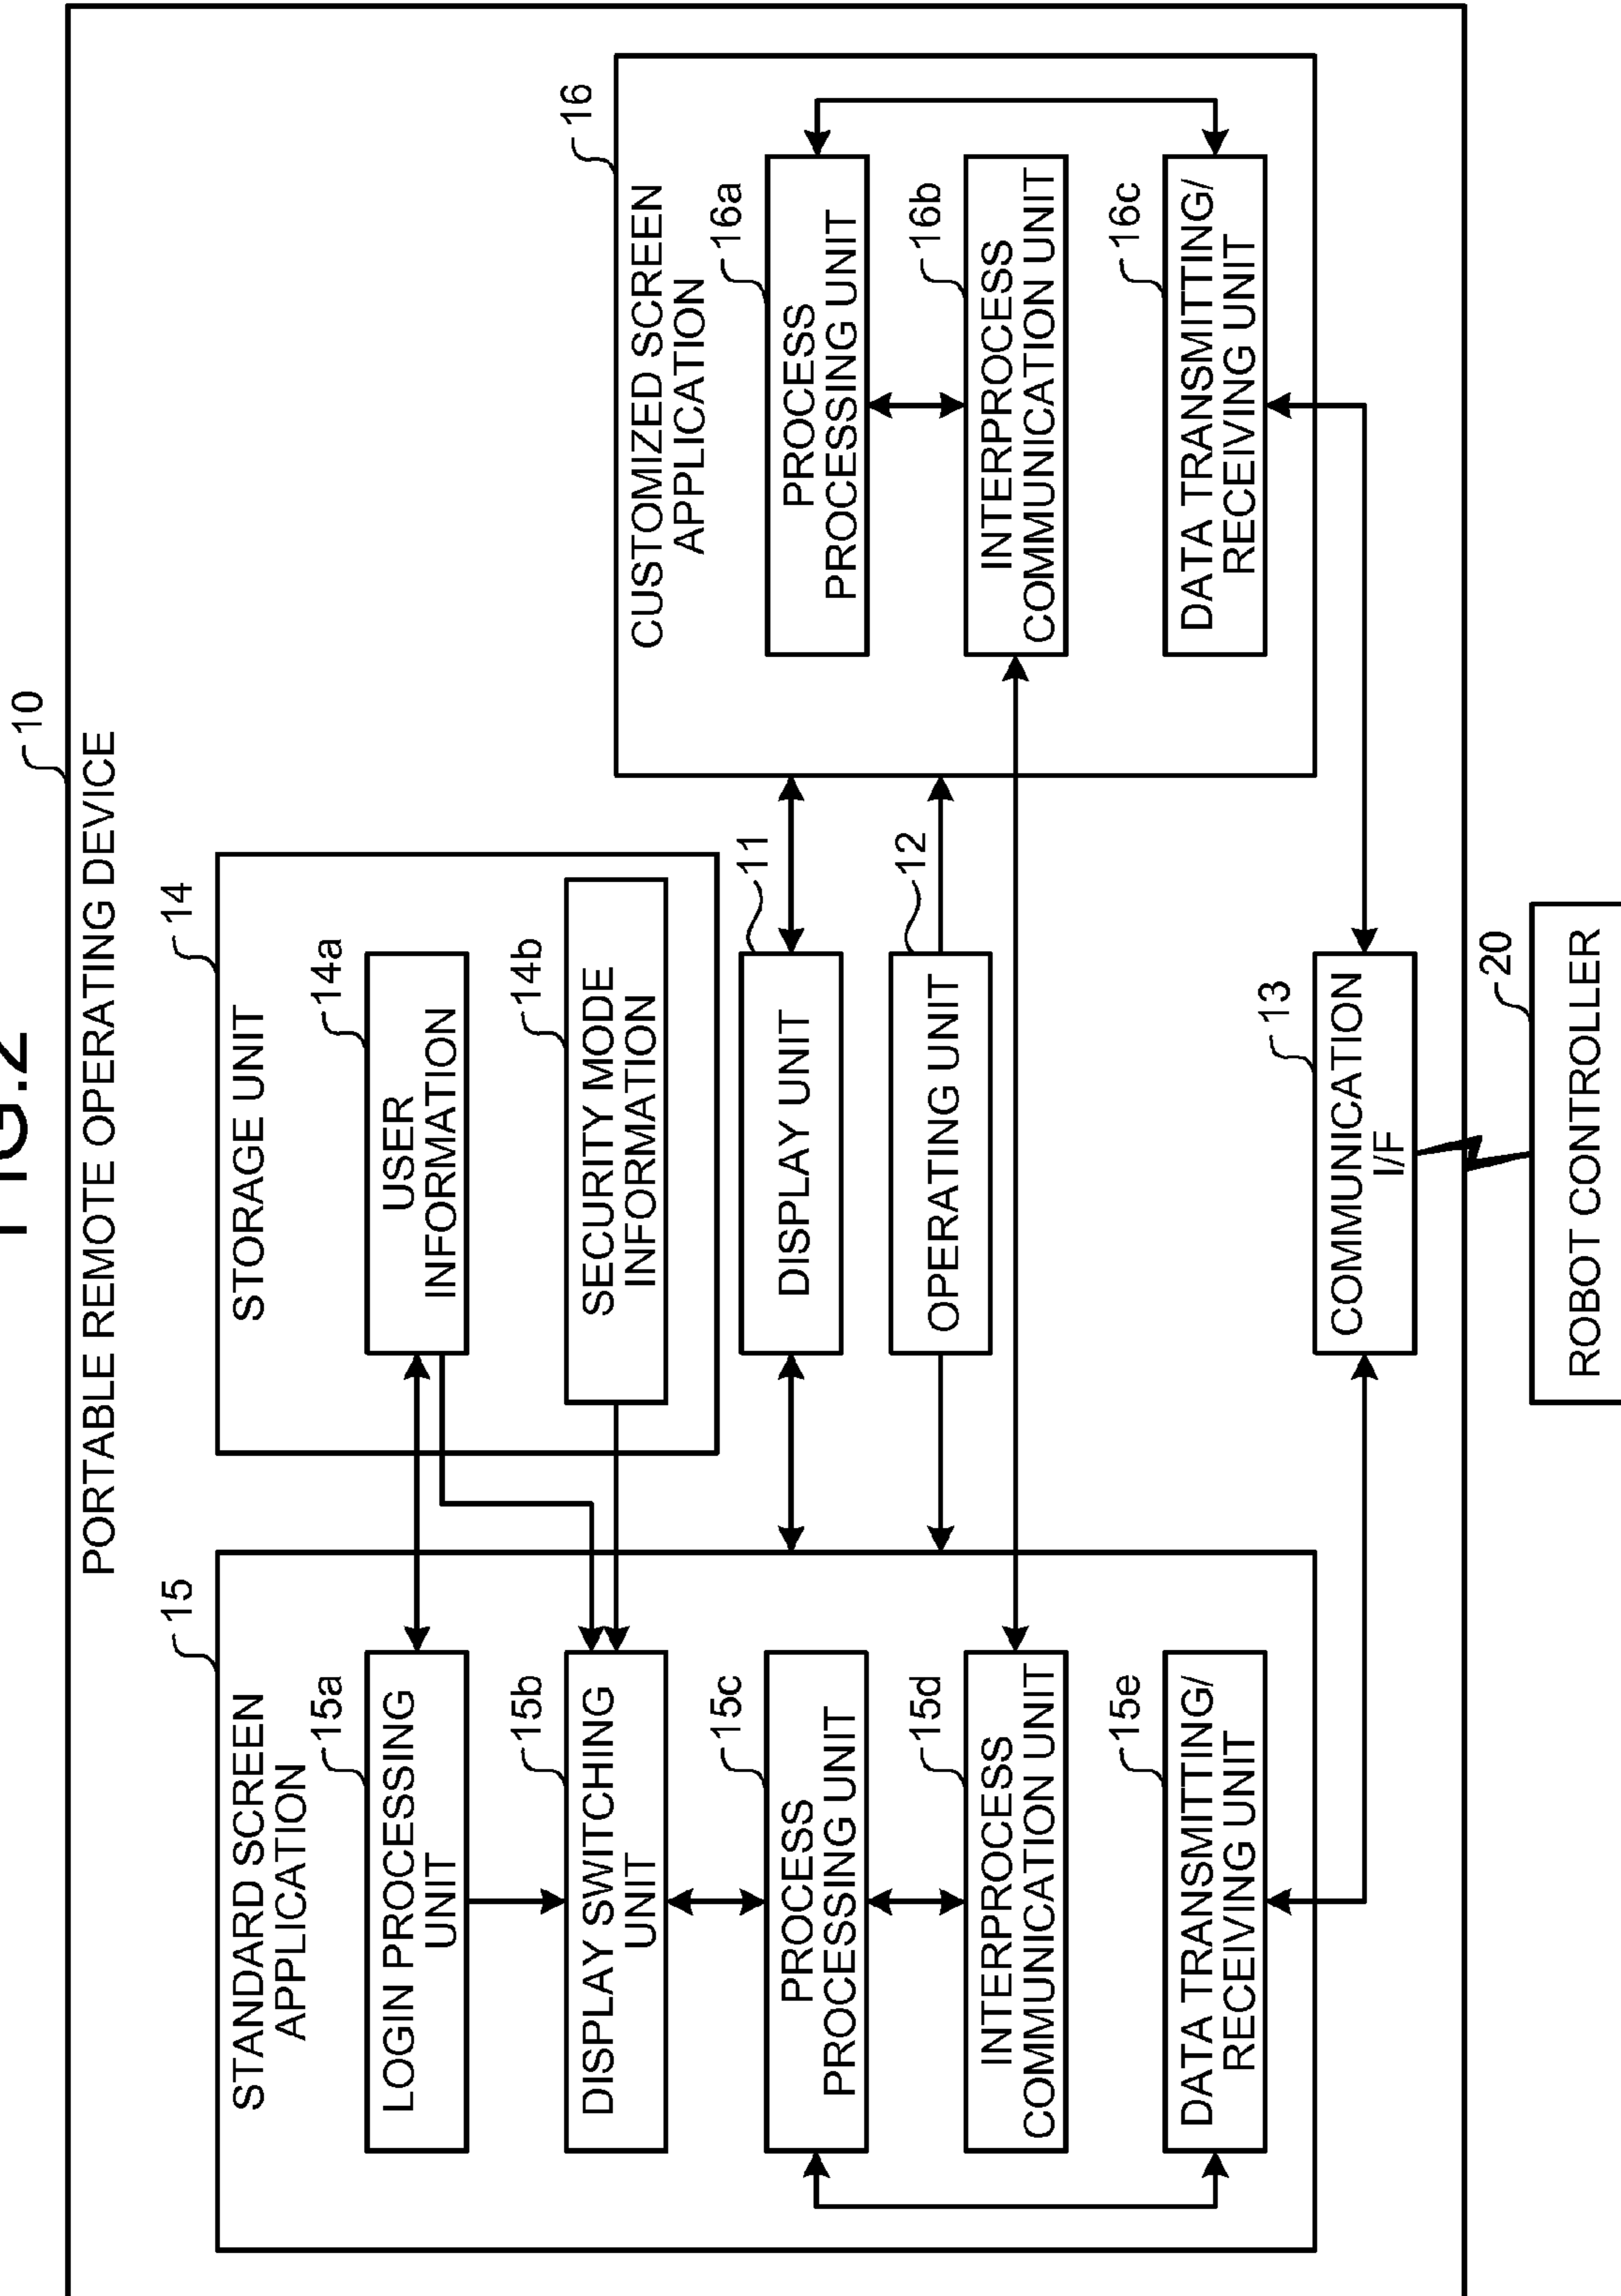 FIG.2
10
PORTABLE REMOTE OPERATING DEVICE
15
STANDARD SCREEN
APPLICATION
15a
LOGIN PROCESSING
UNIT
15b
DISPLAY SWITCHING
UNIT
15c
PROCESS
PROCESSING UNIT
15d
INTERPROCESS
COMMUNICATION UNIT
15e
DATA TRANSMITTING/
RECEIVING UNIT
14
STORAGE UNIT
14a
USER
INFORMATION
14b
SECURITY MODE
INFORMATION
11
DISPLAY UNIT
12
OPERATING UNIT
13
COMMUNICATION
I/F
16
CUSTOMIZED SCREEN
APPLICATION
16a
PROCESS
PROCESSING UNIT
16b
INTERPROCESS
COMMUNICATION UNIT
16c
DATA TRANSMITTING/
RECEIVING UNIT
20
ROBOT CONTROLLER